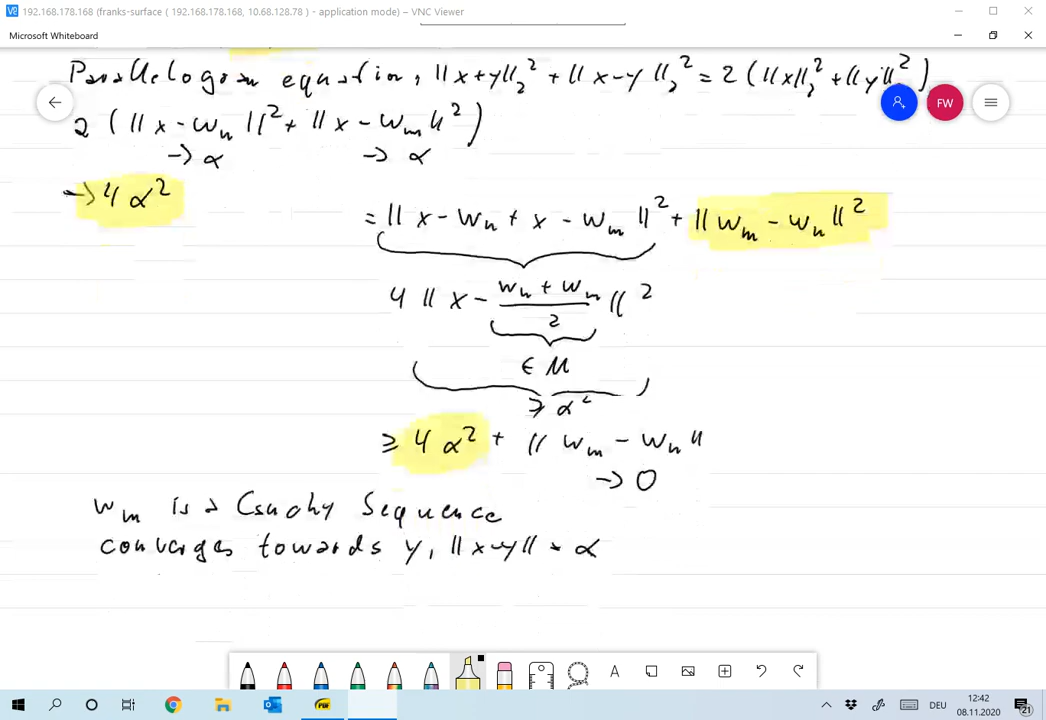 192.168.178.168 (franks-surface ( 192.168.178.168, 10.68.128.78 ) - application mode) – VNC Viewer
Microsoft Whiteboard
Parallelogram equation, ||x+y||₂² + ||x-y||₂² = 2 (||x||₂² + ||y||²)
2 (||x - wₙ||² + ||x - wₘ||²)
→ α → α
→ 4 α²
= ||x - wₙ + x - wₘ||² + ||wₘ - wₙ||²
4 ||x - (wₙ + wₘ)/2||²
∈ M
≥ α²
≥ 4 α² + ||wₘ - wₙ||
→ 0
wₘ is a Cauchy Sequence
converges towards y, ||x-y|| = α
FW
A
DEU
12:42
08.11.2020
21
PDF